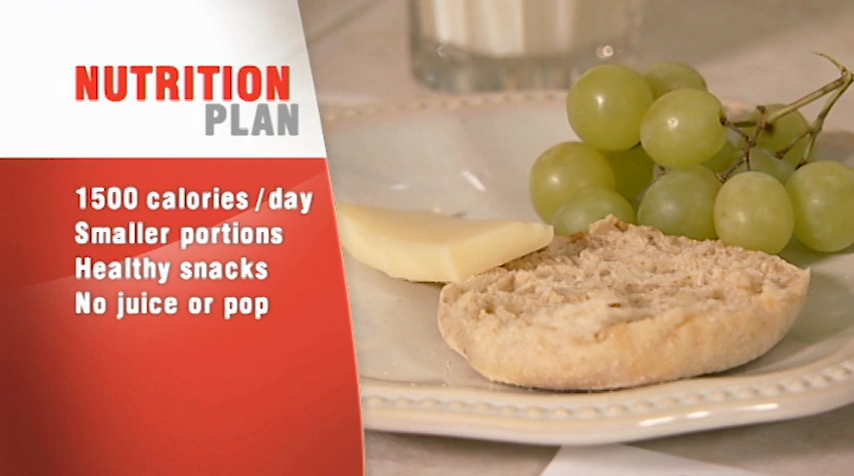 NUTRITION
PLAN
1500 calories/day
Smaller portions
Healthy snacks
No juice or pop